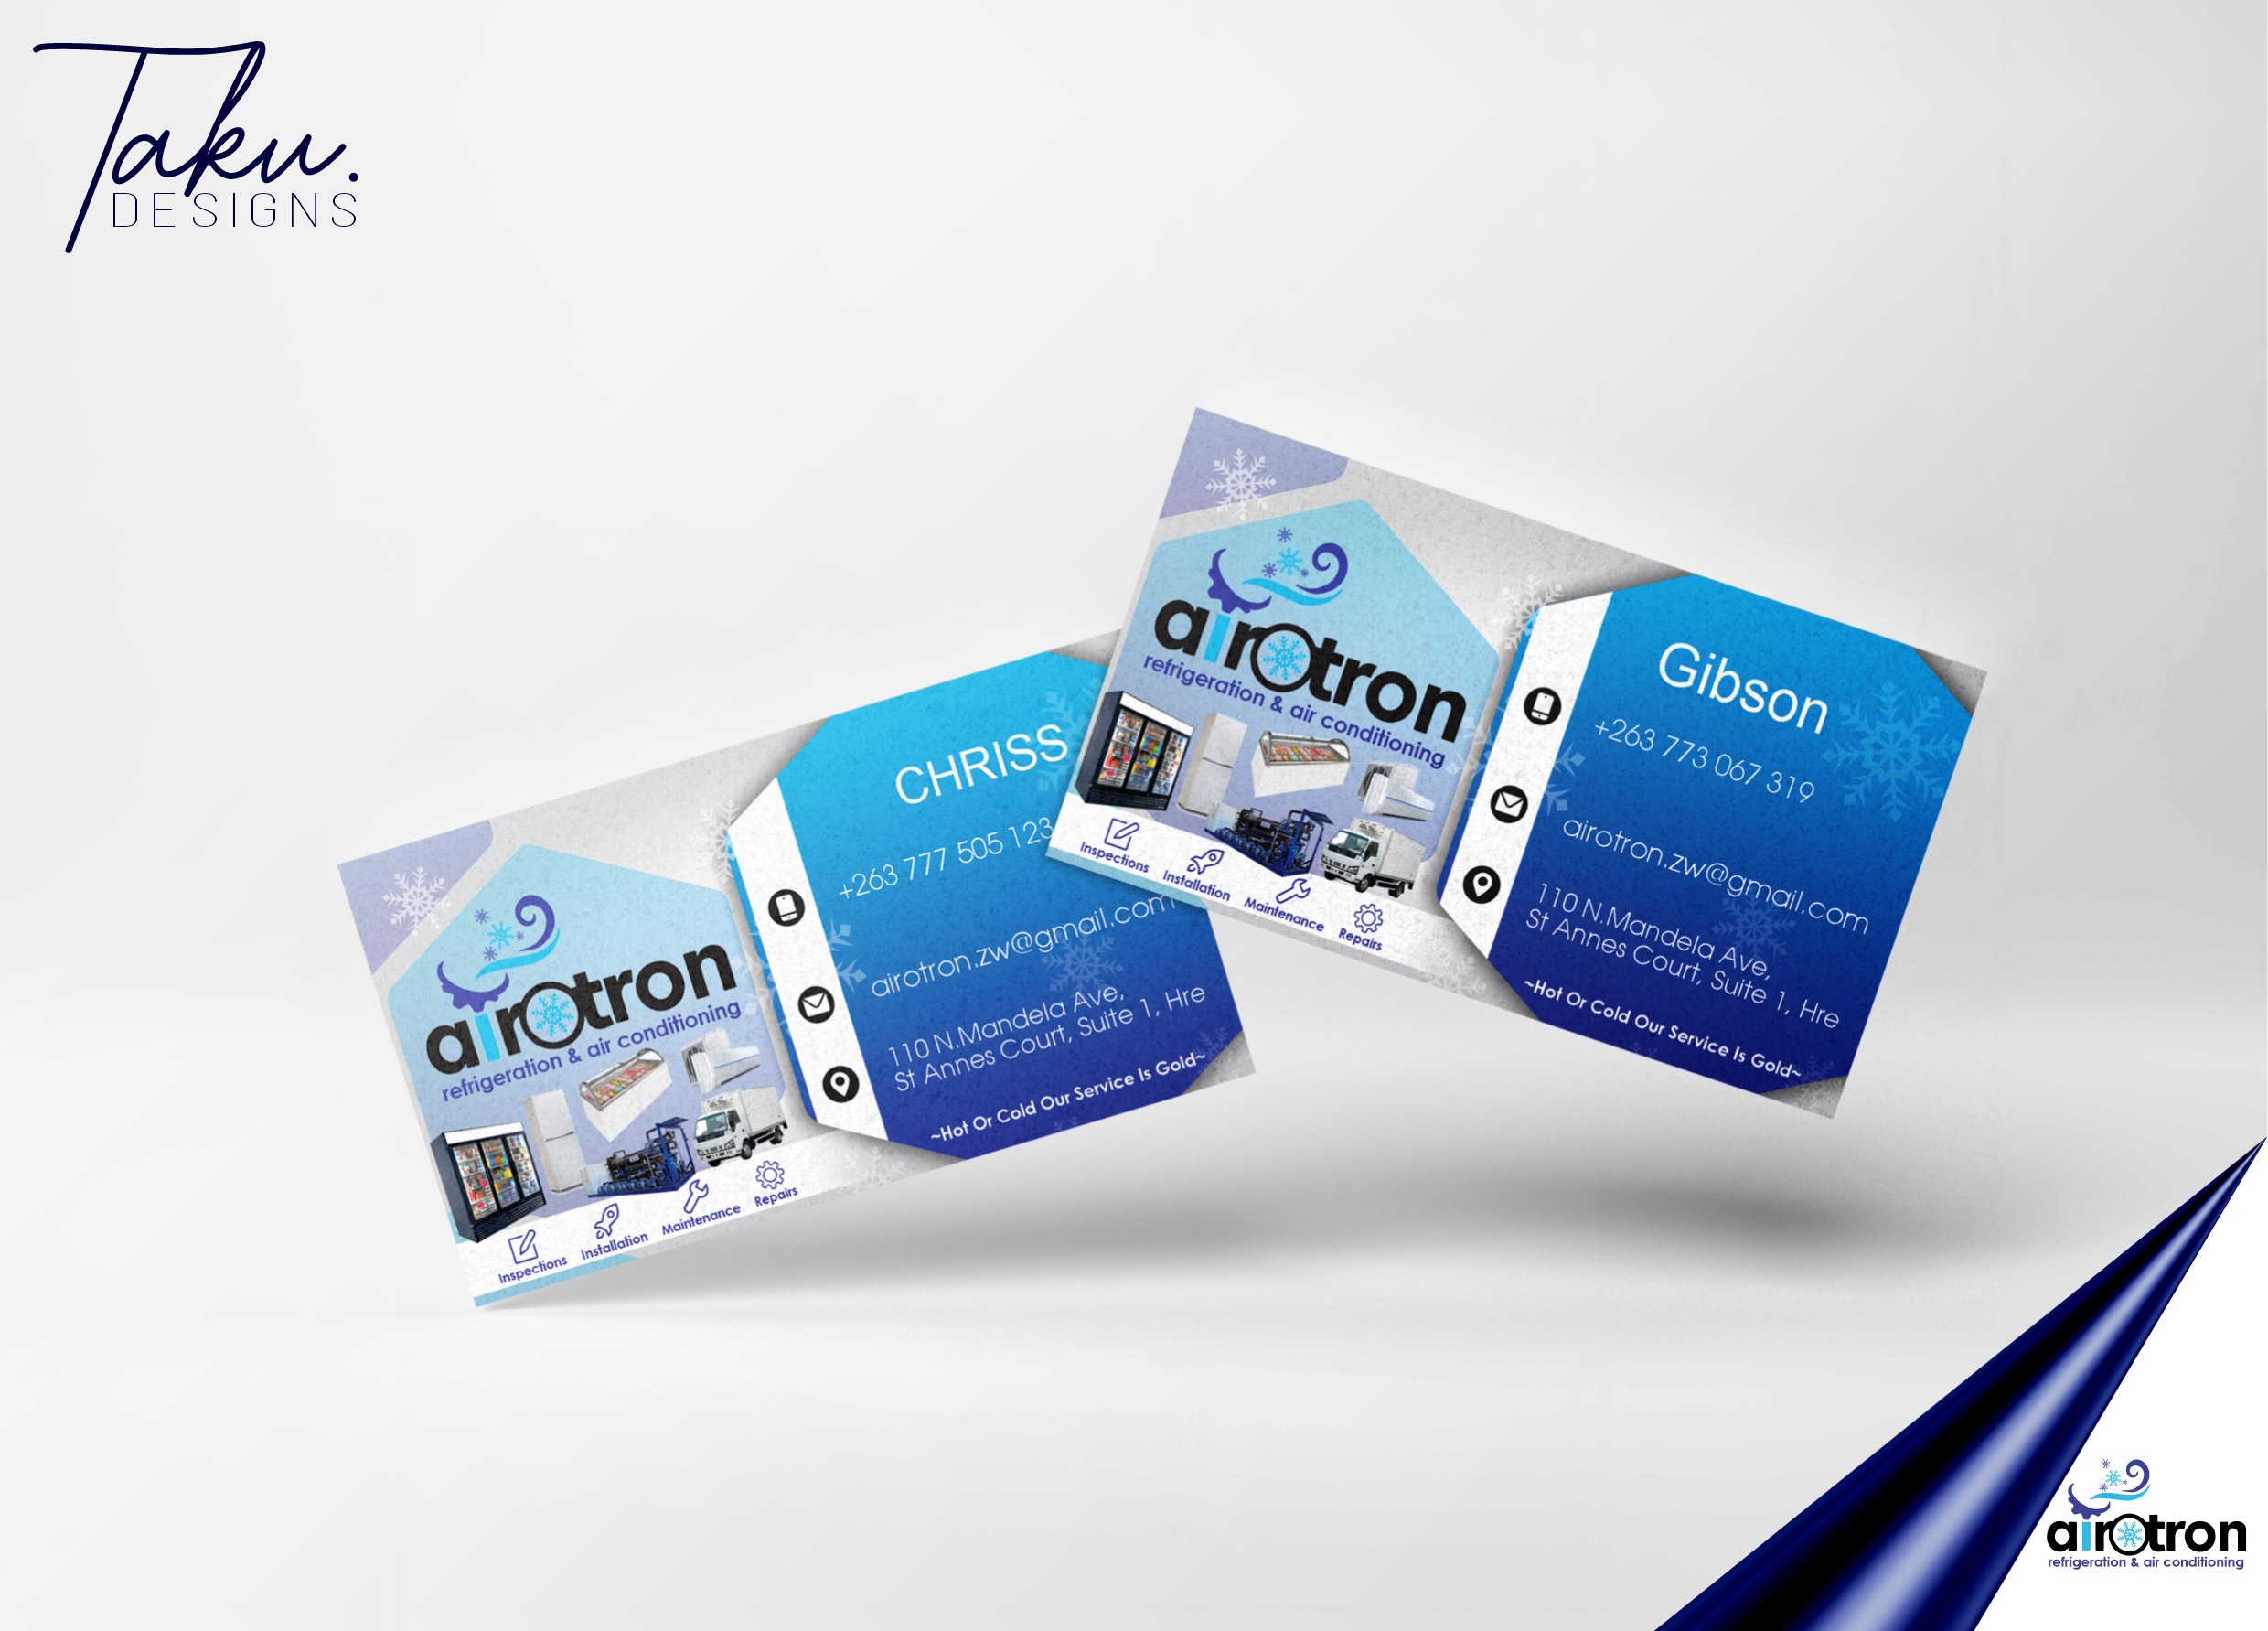 Taku.
DESIGNS
airotron
refrigeration & air conditioning
Inspections
Installation
Maintenance
Repairs
CHRISS
+263 777 505 123
airotron.zw@gmail.com
110 N.Mandela Ave,
St Annes Court, Suite 1, Hre
~Hot Or Cold Our Service Is Gold~
airotron
refrigeration & air conditioning
Inspections
Installation
Maintenance
Repairs
Gibson
+263 773 067 319
airotron.zw@gmail.com
110 N.Mandela Ave,
St Annes Court, Suite 1, Hre
~Hot Or Cold Our Service Is Gold~
airotron
refrigeration & air conditioning